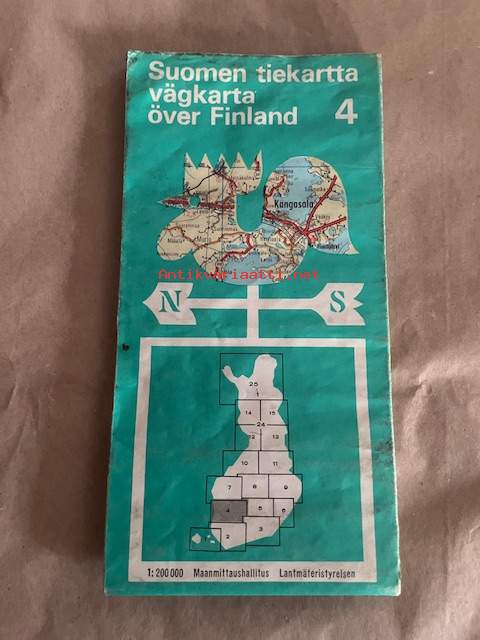 Suomen tiekartta
vägkarta
över Finland 4
Kangasala
Antikvariaatti.net
N S
25
1
14 15
24
12 13
10 11
7 8 9
4 5 6
2 3
1:200 000 Maanmittaushallitus Lantmäteristyrelsen